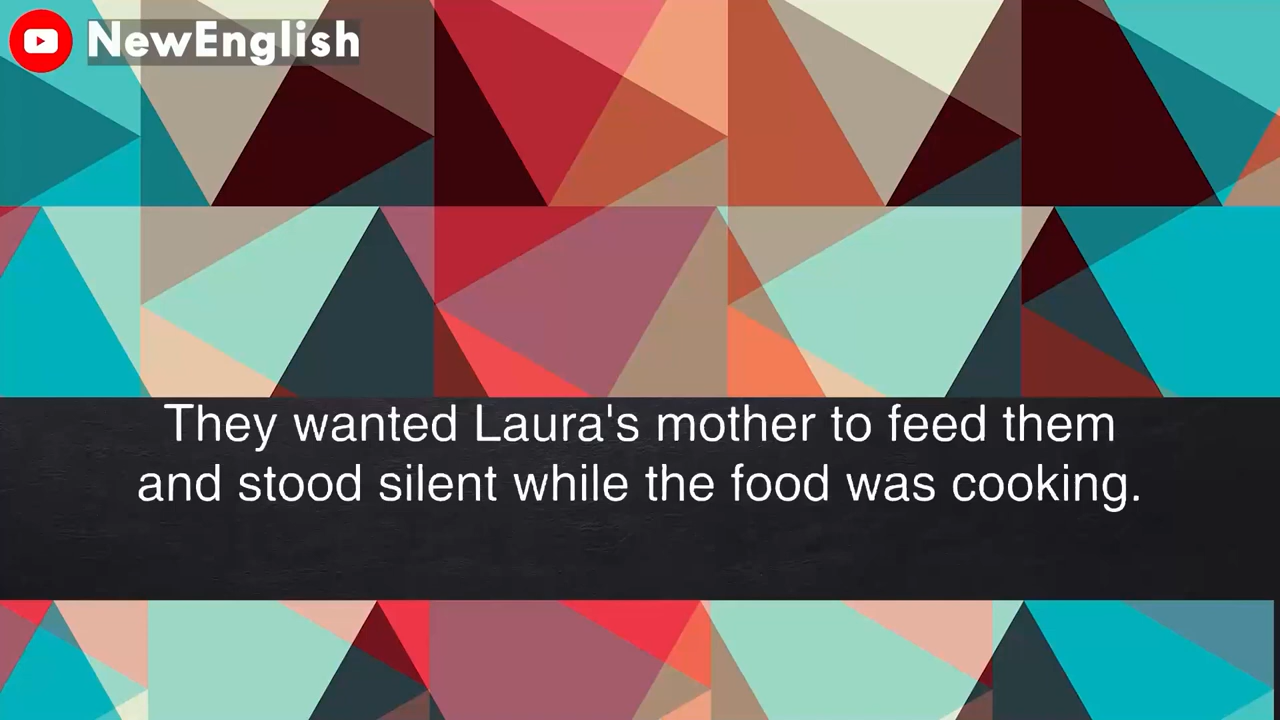 NewEnglish
They wanted Laura's mother to feed them
and stood silent while the food was cooking.